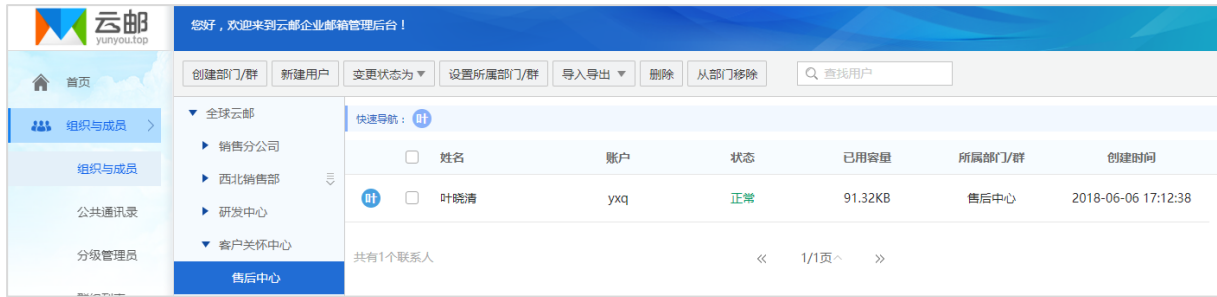 云邮
yunyou.top
您好，欢迎来到云邮企业邮箱管理后台！
首页
组织与成员
组织与成员
公共通讯录
分级管理员
创建部门/群 新建用户 变更状态为 设置所属部门/群 导入导出 删除 从部门移除 查找用户
全球云邮
销售分公司
西北销售部
研发中心
客户关怀中心
售后中心
快速导航： 叶
姓名 账户 状态 已用容量 所属部门/群 创建时间
叶 叶晓清 yxq 正常 91.32KB 售后中心 2018-06-06 17:12:38
共有1个联系人 1/1页